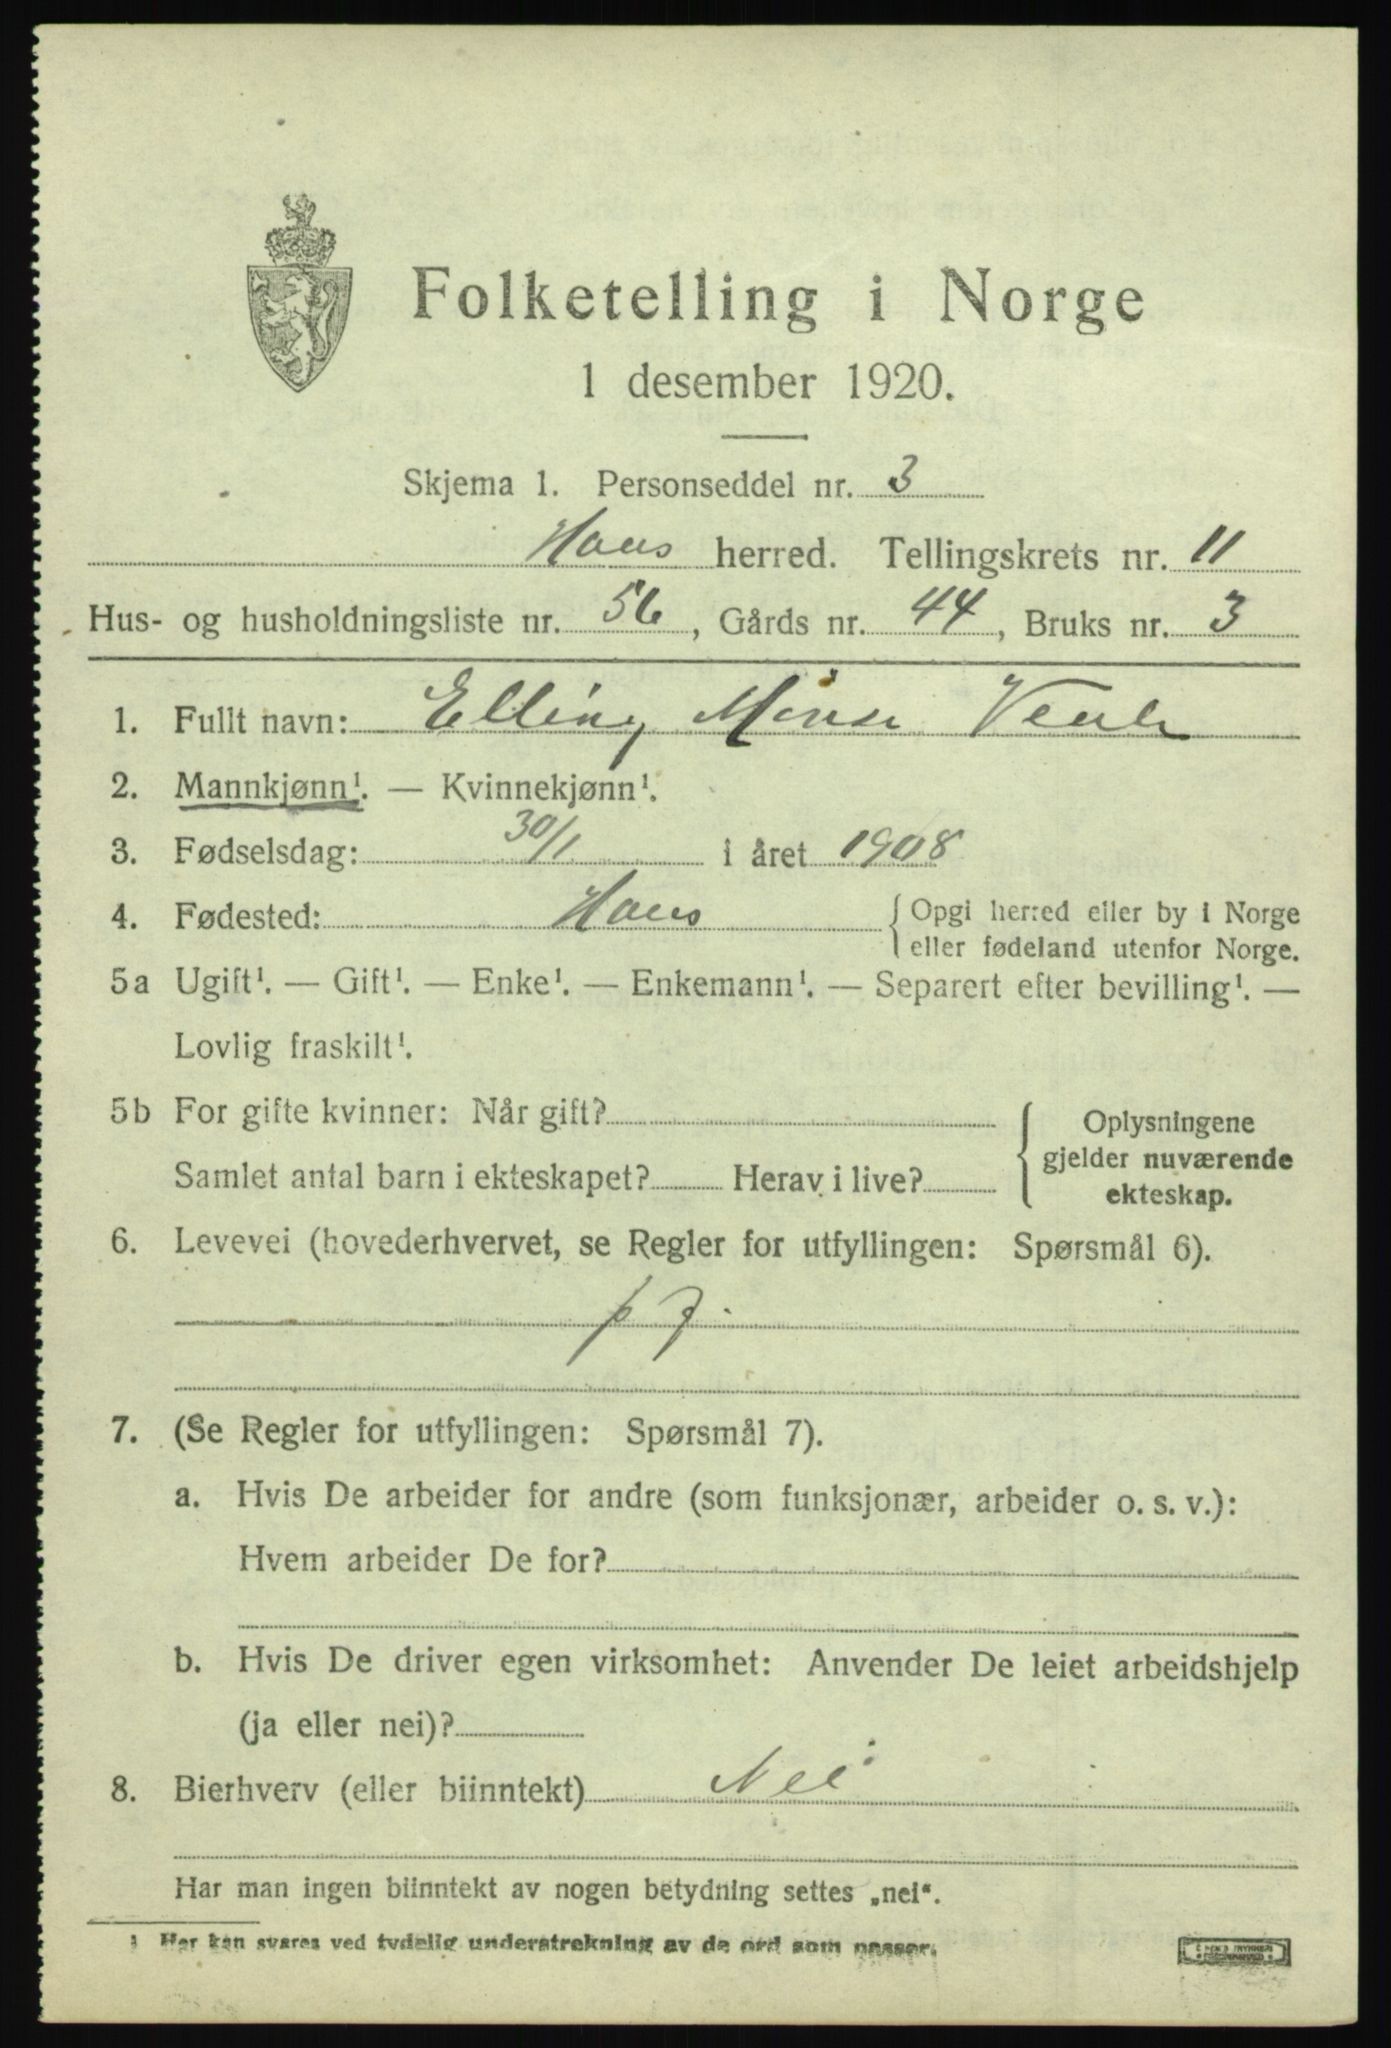 Folketelling i Norge
1 desember 1920.
Skjema 1. Personseddel nr. 3
Haus herred. Tellingskrets nr. 11
Hus- og husholdningsliste nr. 56, Gårds nr. 44, Bruks nr. 3
1. Fullt navn: Elling Monsen
2. Mannkjønn¹. — Kvinnekjønn¹.
3. Fødselsdag: 30/1 i året 1908
4. Fødested: Haus { Opgi herred eller by i Norge
eller fødeland utenfor Norge.
5a Ugift¹. — Gift¹. — Enke¹. — Enkemann¹. — Separert efter bevilling¹. —
Lovlig fraskilt¹.
5b For gifte kvinner: Når gift?
Samlet antal barn i ekteskapet? Herav i live?
{ Oplysningene
gjelder nuværende
ekteskap.
6. Levevei (hovederhvervet, se Regler for utfyllingen: Spørsmål 6).
7. (Se Regler for utfyllingen: Spørsmål 7).
a. Hvis De arbeider for andre (som funksjonær, arbeider o. s. v.):
Hvem arbeider De for?
b. Hvis De driver egen virksomhet: Anvender De leiet arbeidshjelp
(ja eller nei)?
8. Bierhverv (eller biinntekt) Nei
Har man ingen biinntekt av nogen betydning settes „nei“.
¹ Her kan svares ved tydelig understrekning av de ord som passer.